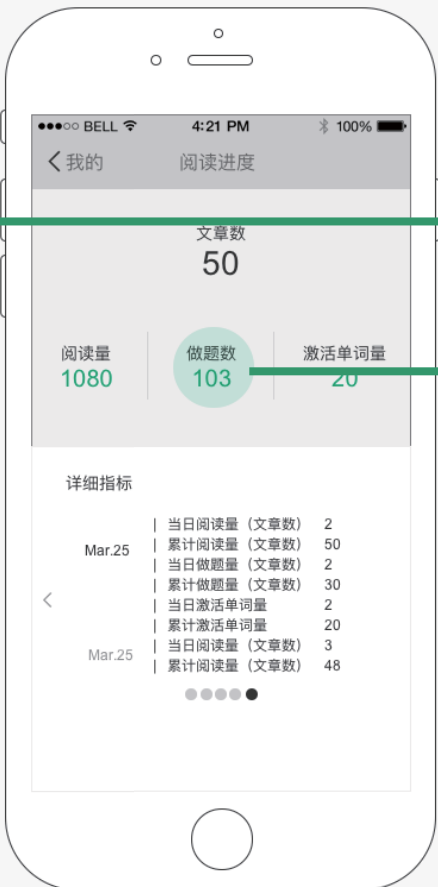 BELL 4:21 PM 100%
我的 阅读进度
文章数
50
阅读量 做题数 激活单词量
1080 103 20
详细指标
| 当日阅读量（文章数） 2
Mar.25 | 累计阅读量（文章数） 50
| 当日做题量（文章数） 2
| 累计做题量（文章数） 30
| 当日激活单词量 2
| 累计激活单词量 20
Mar.25 | 当日阅读量（文章数） 3
| 累计阅读量（文章数） 48